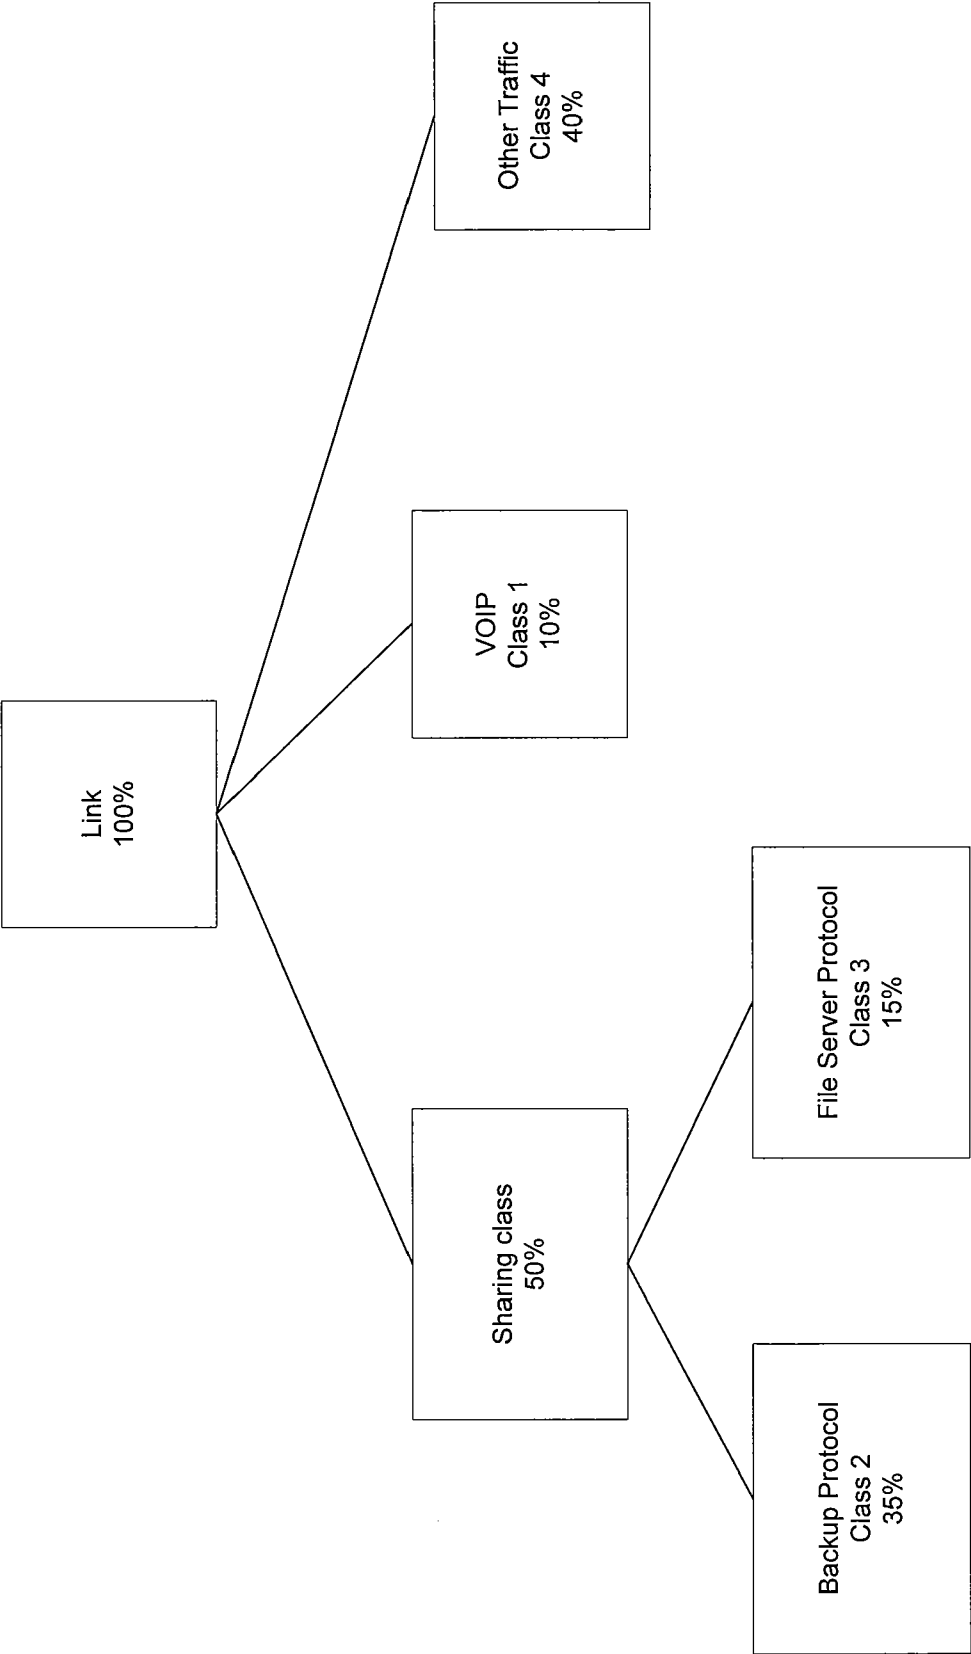 Link
100%
Sharing class
50%
VOIP
Class 1
10%
Other Traffic
Class 4
40%
Backup Protocol
Class 2
35%
File Server Protocol
Class 3
15%